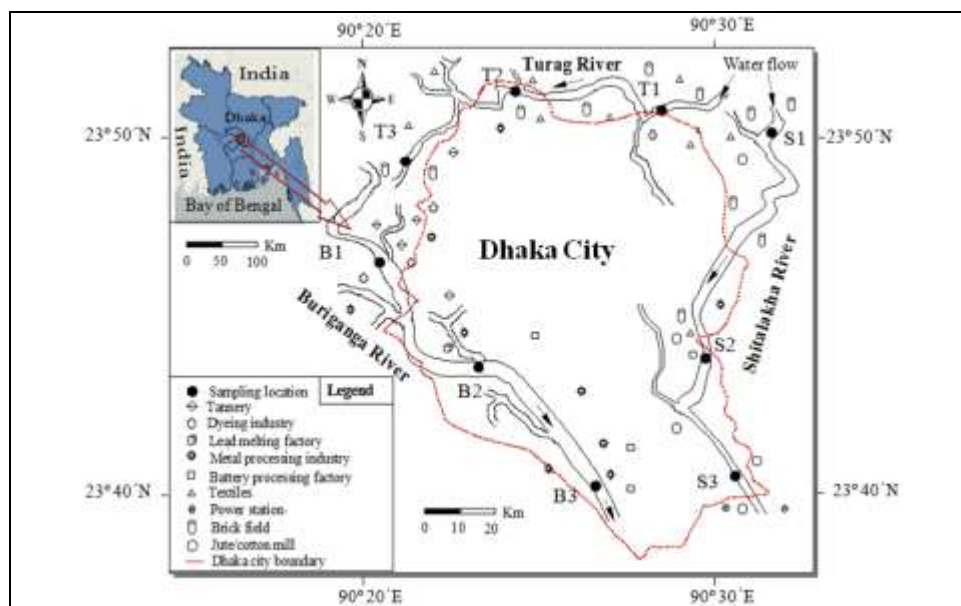 90°20´E
90°30´E
India
Dhaka
India
Bay of Bengal
0 50 100 Km
N
W E
S
T2
Turag River
T1
Water flow
T3
S1
23°50´N
23°50´N
B1
Dhaka City
Buriganga River
Shitalakha River
S2
B2
Legend
Sampling location
Tannery
Dyeing industry
Lead melting factory
Metal processing industry
Battery processing factory
Textiles
Power station
Brick field
Jute/cotton mill
Dhaka city boundary
23°40´N
23°40´N
B3
S3
0 10 20 Km
90°20´E
90°30´E